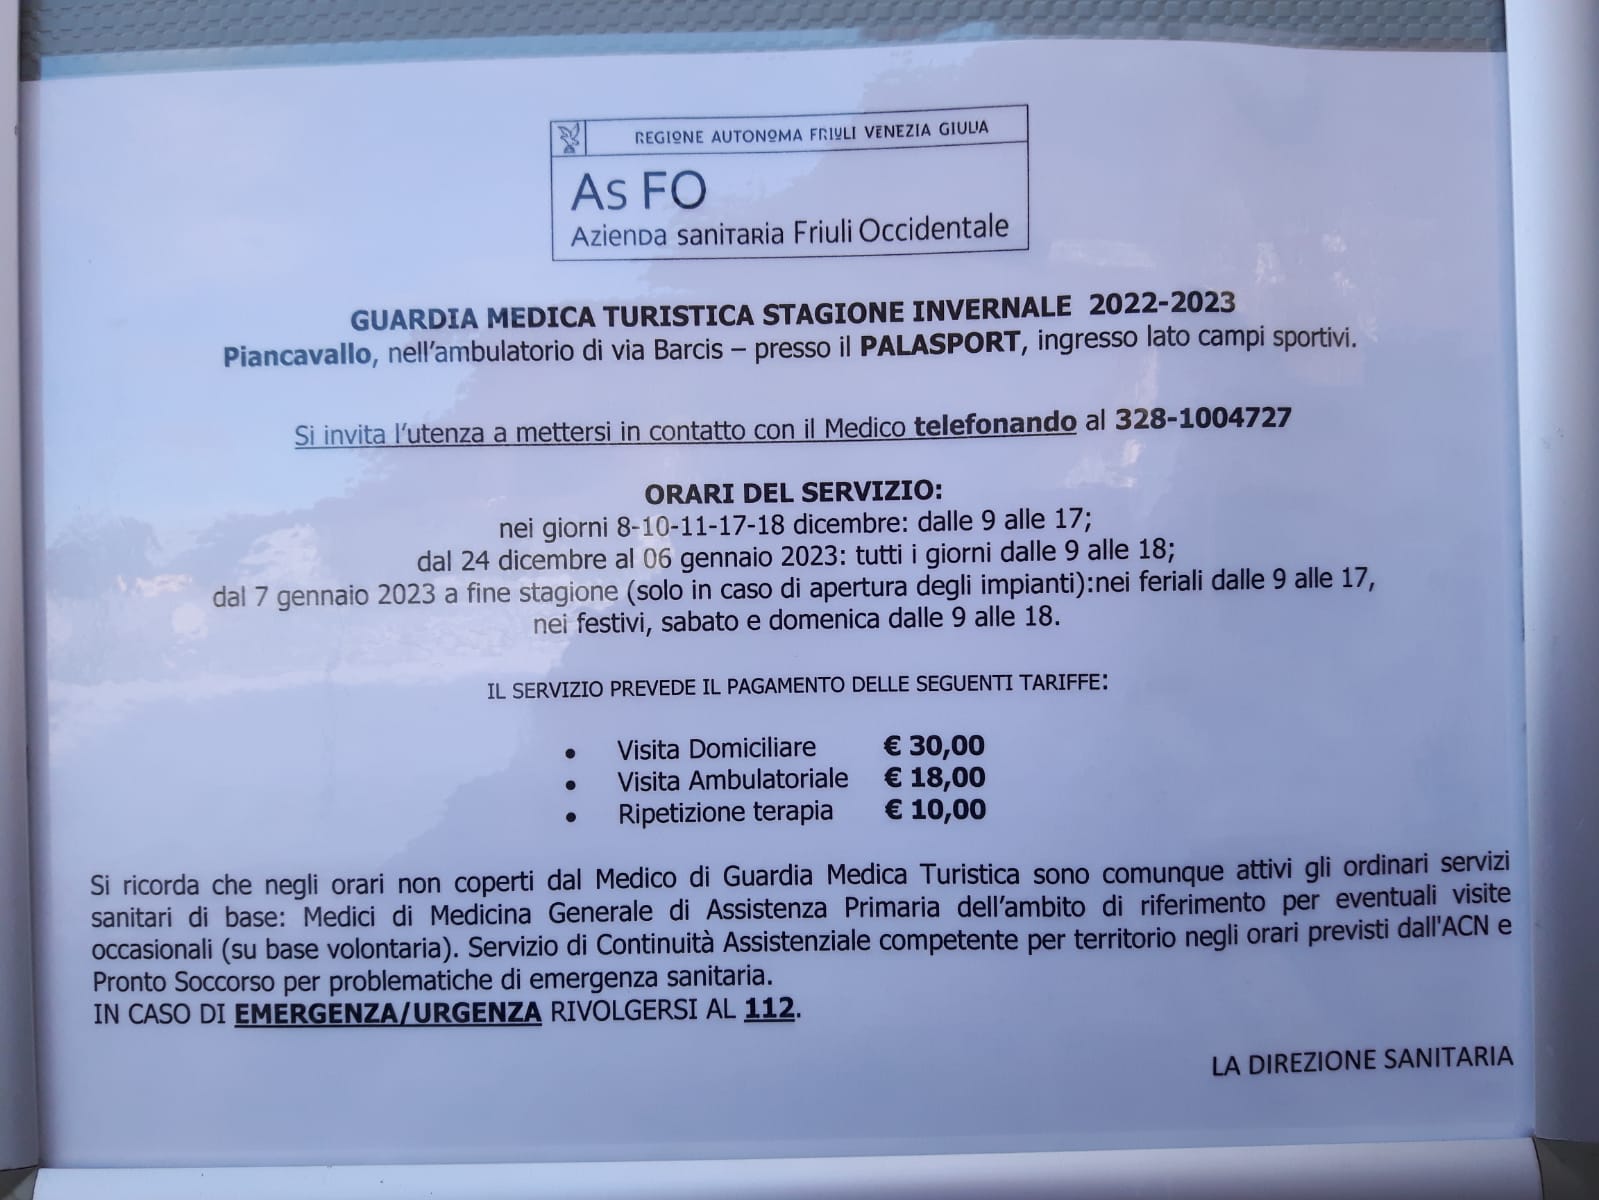 REGIONE AUTONOMA FRIULI VENEZIA GIULIA
As FO
Azienda sanitaria Friuli Occidentale
GUARDIA MEDICA TURISTICA STAGIONE INVERNALE 2022-2023
Piancavallo, nell'ambulatorio di via Barcis – presso il PALASPORT, ingresso lato campi sportivi.
Si invita l'utenza a mettersi in contatto con il Medico telefonando al 328-1004727
ORARI DEL SERVIZIO:
nei giorni 8-10-11-17-18 dicembre: dalle 9 alle 17;
dal 24 dicembre al 06 gennaio 2023: tutti i giorni dalle 9 alle 18;
dal 7 gennaio 2023 a fine stagione (solo in caso di apertura degli impianti):nei feriali dalle 9 alle 17,
nei festivi, sabato e domenica dalle 9 alle 18.
IL SERVIZIO PREVEDE IL PAGAMENTO DELLE SEGUENTI TARIFFE:
• Visita Domiciliare € 30,00
• Visita Ambulatoriale € 18,00
• Ripetizione terapia € 10,00
Si ricorda che negli orari non coperti dal Medico di Guardia Medica Turistica sono comunque attivi gli ordinari servizi
sanitari di base: Medici di Medicina Generale di Assistenza Primaria dell'ambito di riferimento per eventuali visite
occasionali (su base volontaria). Servizio di Continuità Assistenziale competente per territorio negli orari previsti dall'ACN e
Pronto Soccorso per problematiche di emergenza sanitaria.
IN CASO DI EMERGENZA/URGENZA RIVOLGERSI AL 112.
LA DIREZIONE SANITARIA